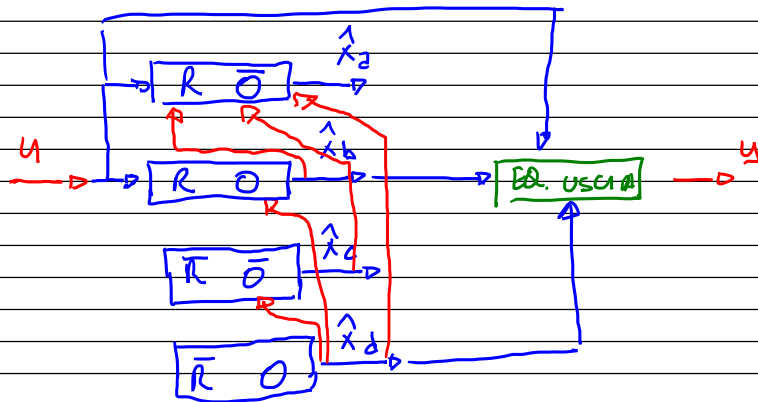 x̂a
R Ō
u
x̂b
R O
EQ. USCITA
y
x̂c
R̄ Ō
x̂d
R̄ O